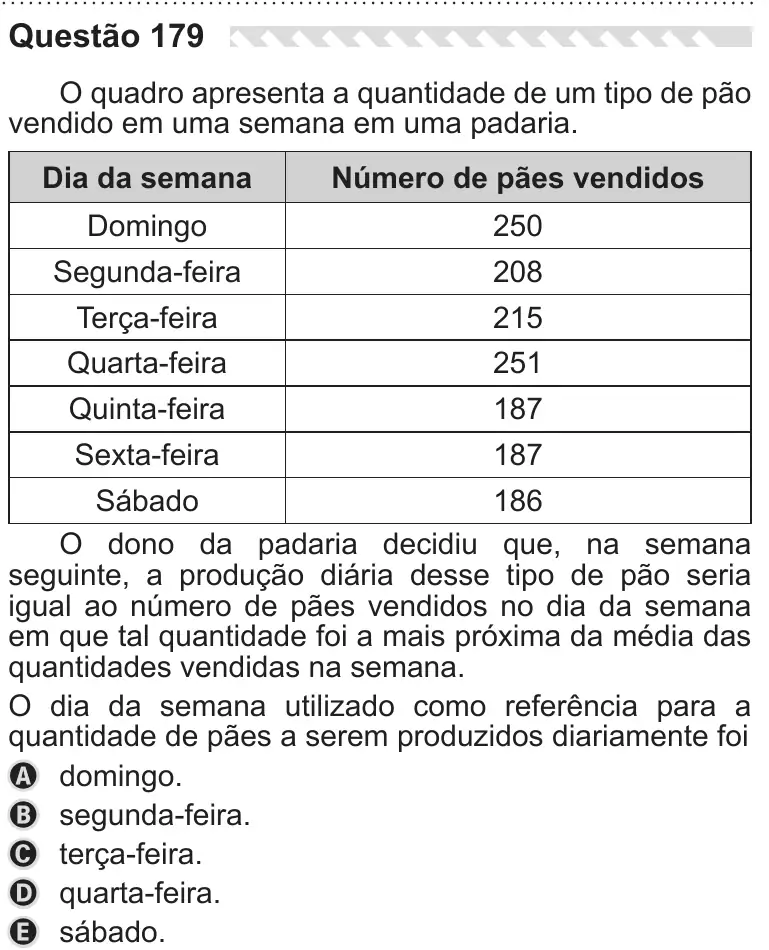 Questão 179
O quadro apresenta a quantidade de um tipo de pão
vendido em uma semana em uma padaria.
Dia da semana Número de pães vendidos
Domingo 250
Segunda-feira 208
Terça-feira 215
Quarta-feira 251
Quinta-feira 187
Sexta-feira 187
Sábado 186
O dono da padaria decidiu que, na semana
seguinte, a produção diária desse tipo de pão seria
igual ao número de pães vendidos no dia da semana
em que tal quantidade foi a mais próxima da média das
quantidades vendidas na semana.
O dia da semana utilizado como referência para a
quantidade de pães a serem produzidos diariamente foi
A domingo.
B segunda-feira.
C terça-feira.
D quarta-feira.
E sábado.